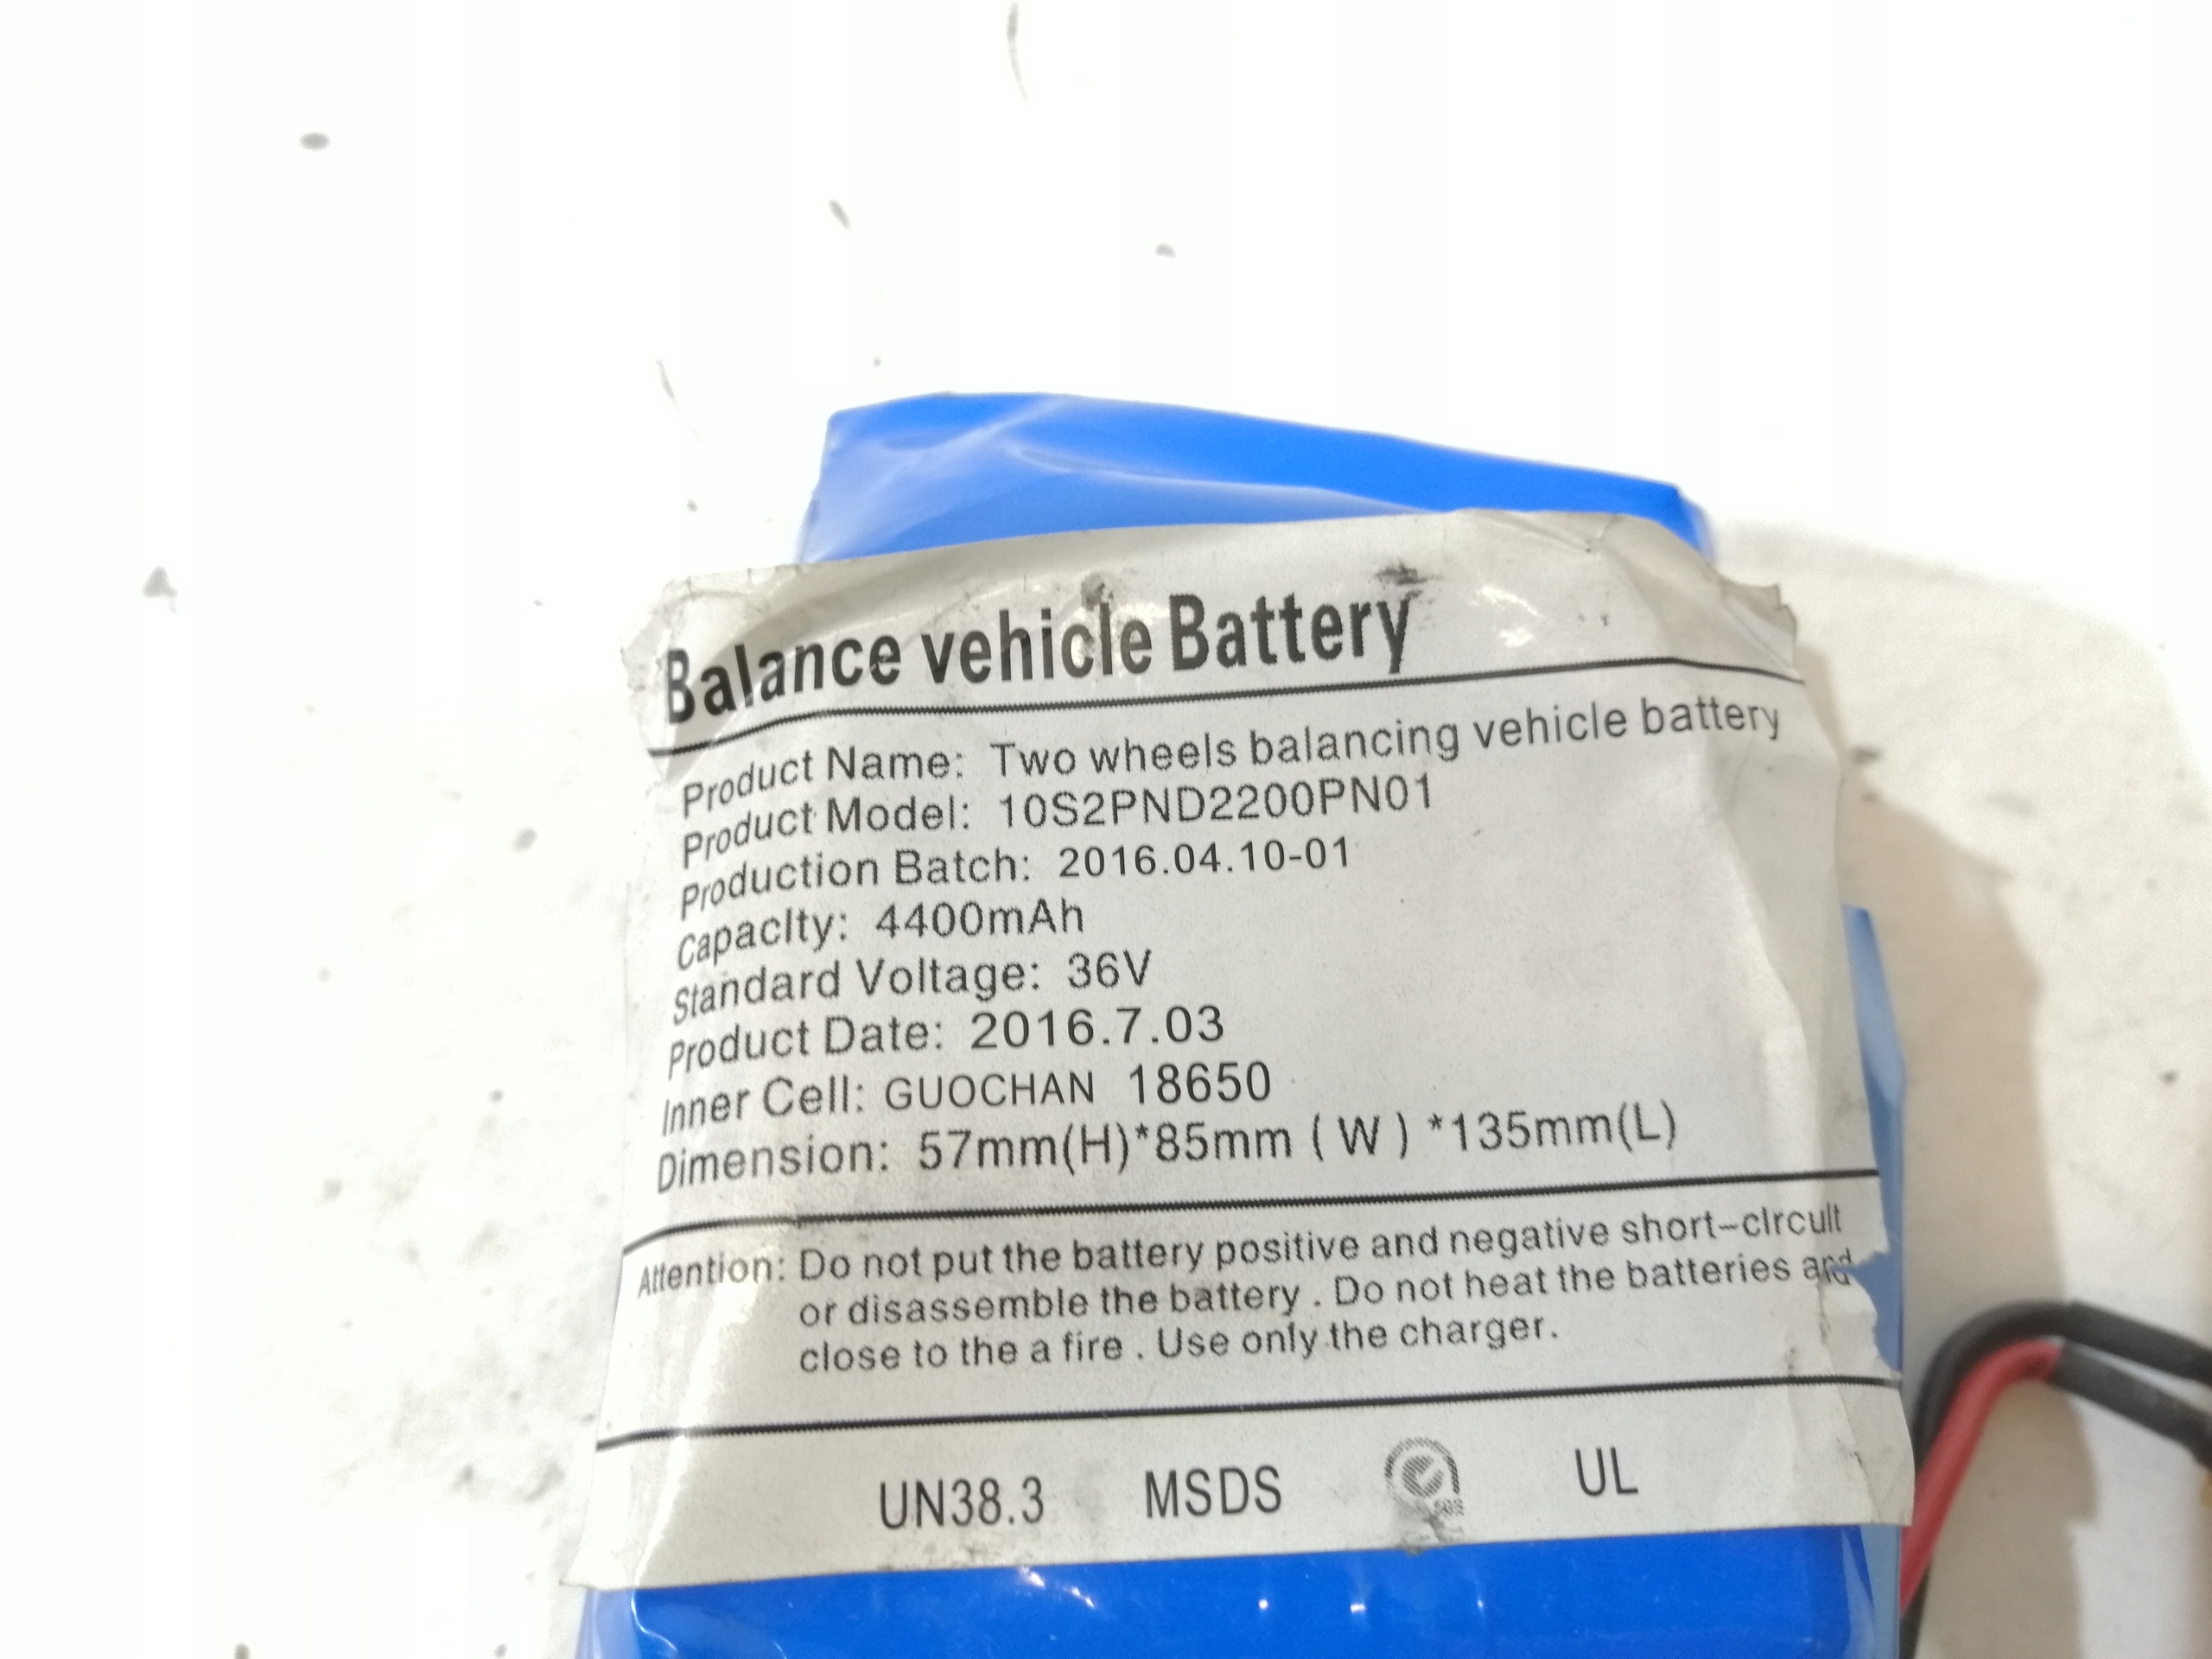 Balance vehicle Battery
Product Name: Two wheels balancing vehicle battery
Product Model: 10S2PND2200PN01
Production Batch: 2016.04.10-01
CapacIty: 4400mAh
Standard Voltage: 36V
Product Date: 2016.7.03
Inner Cell: GUOCHAN 18650
Dimension: 57mm(H)*85mm ( W ) *135mm(L)
Attention: Do not put the battery positive and negative short-cIrcuIt
or disassemble the battery . Do not heat the batteries and
close to the a fire . Use only the charger.
UN38.3 MSDS SGS UL